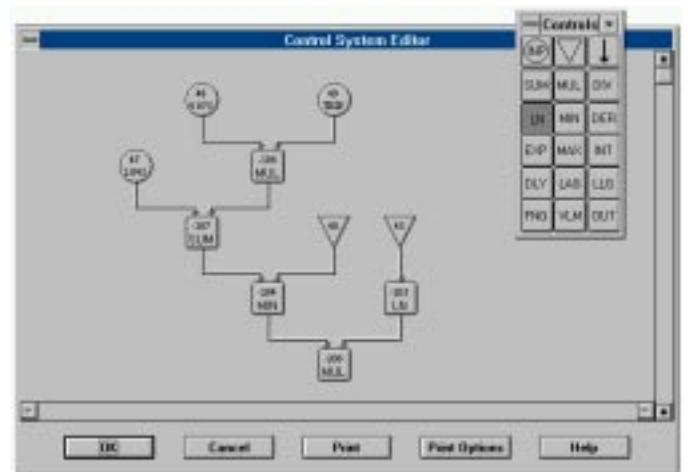 Controls
Control System Editor
INP
SUM MUL DIV
LN MIN DER
EXP MAX INT
DLY LAG LLG
FNG VLM OUT
MUL
SUM
MIN
LN
MUL
OK
Cancel
Print
Print Options
Help